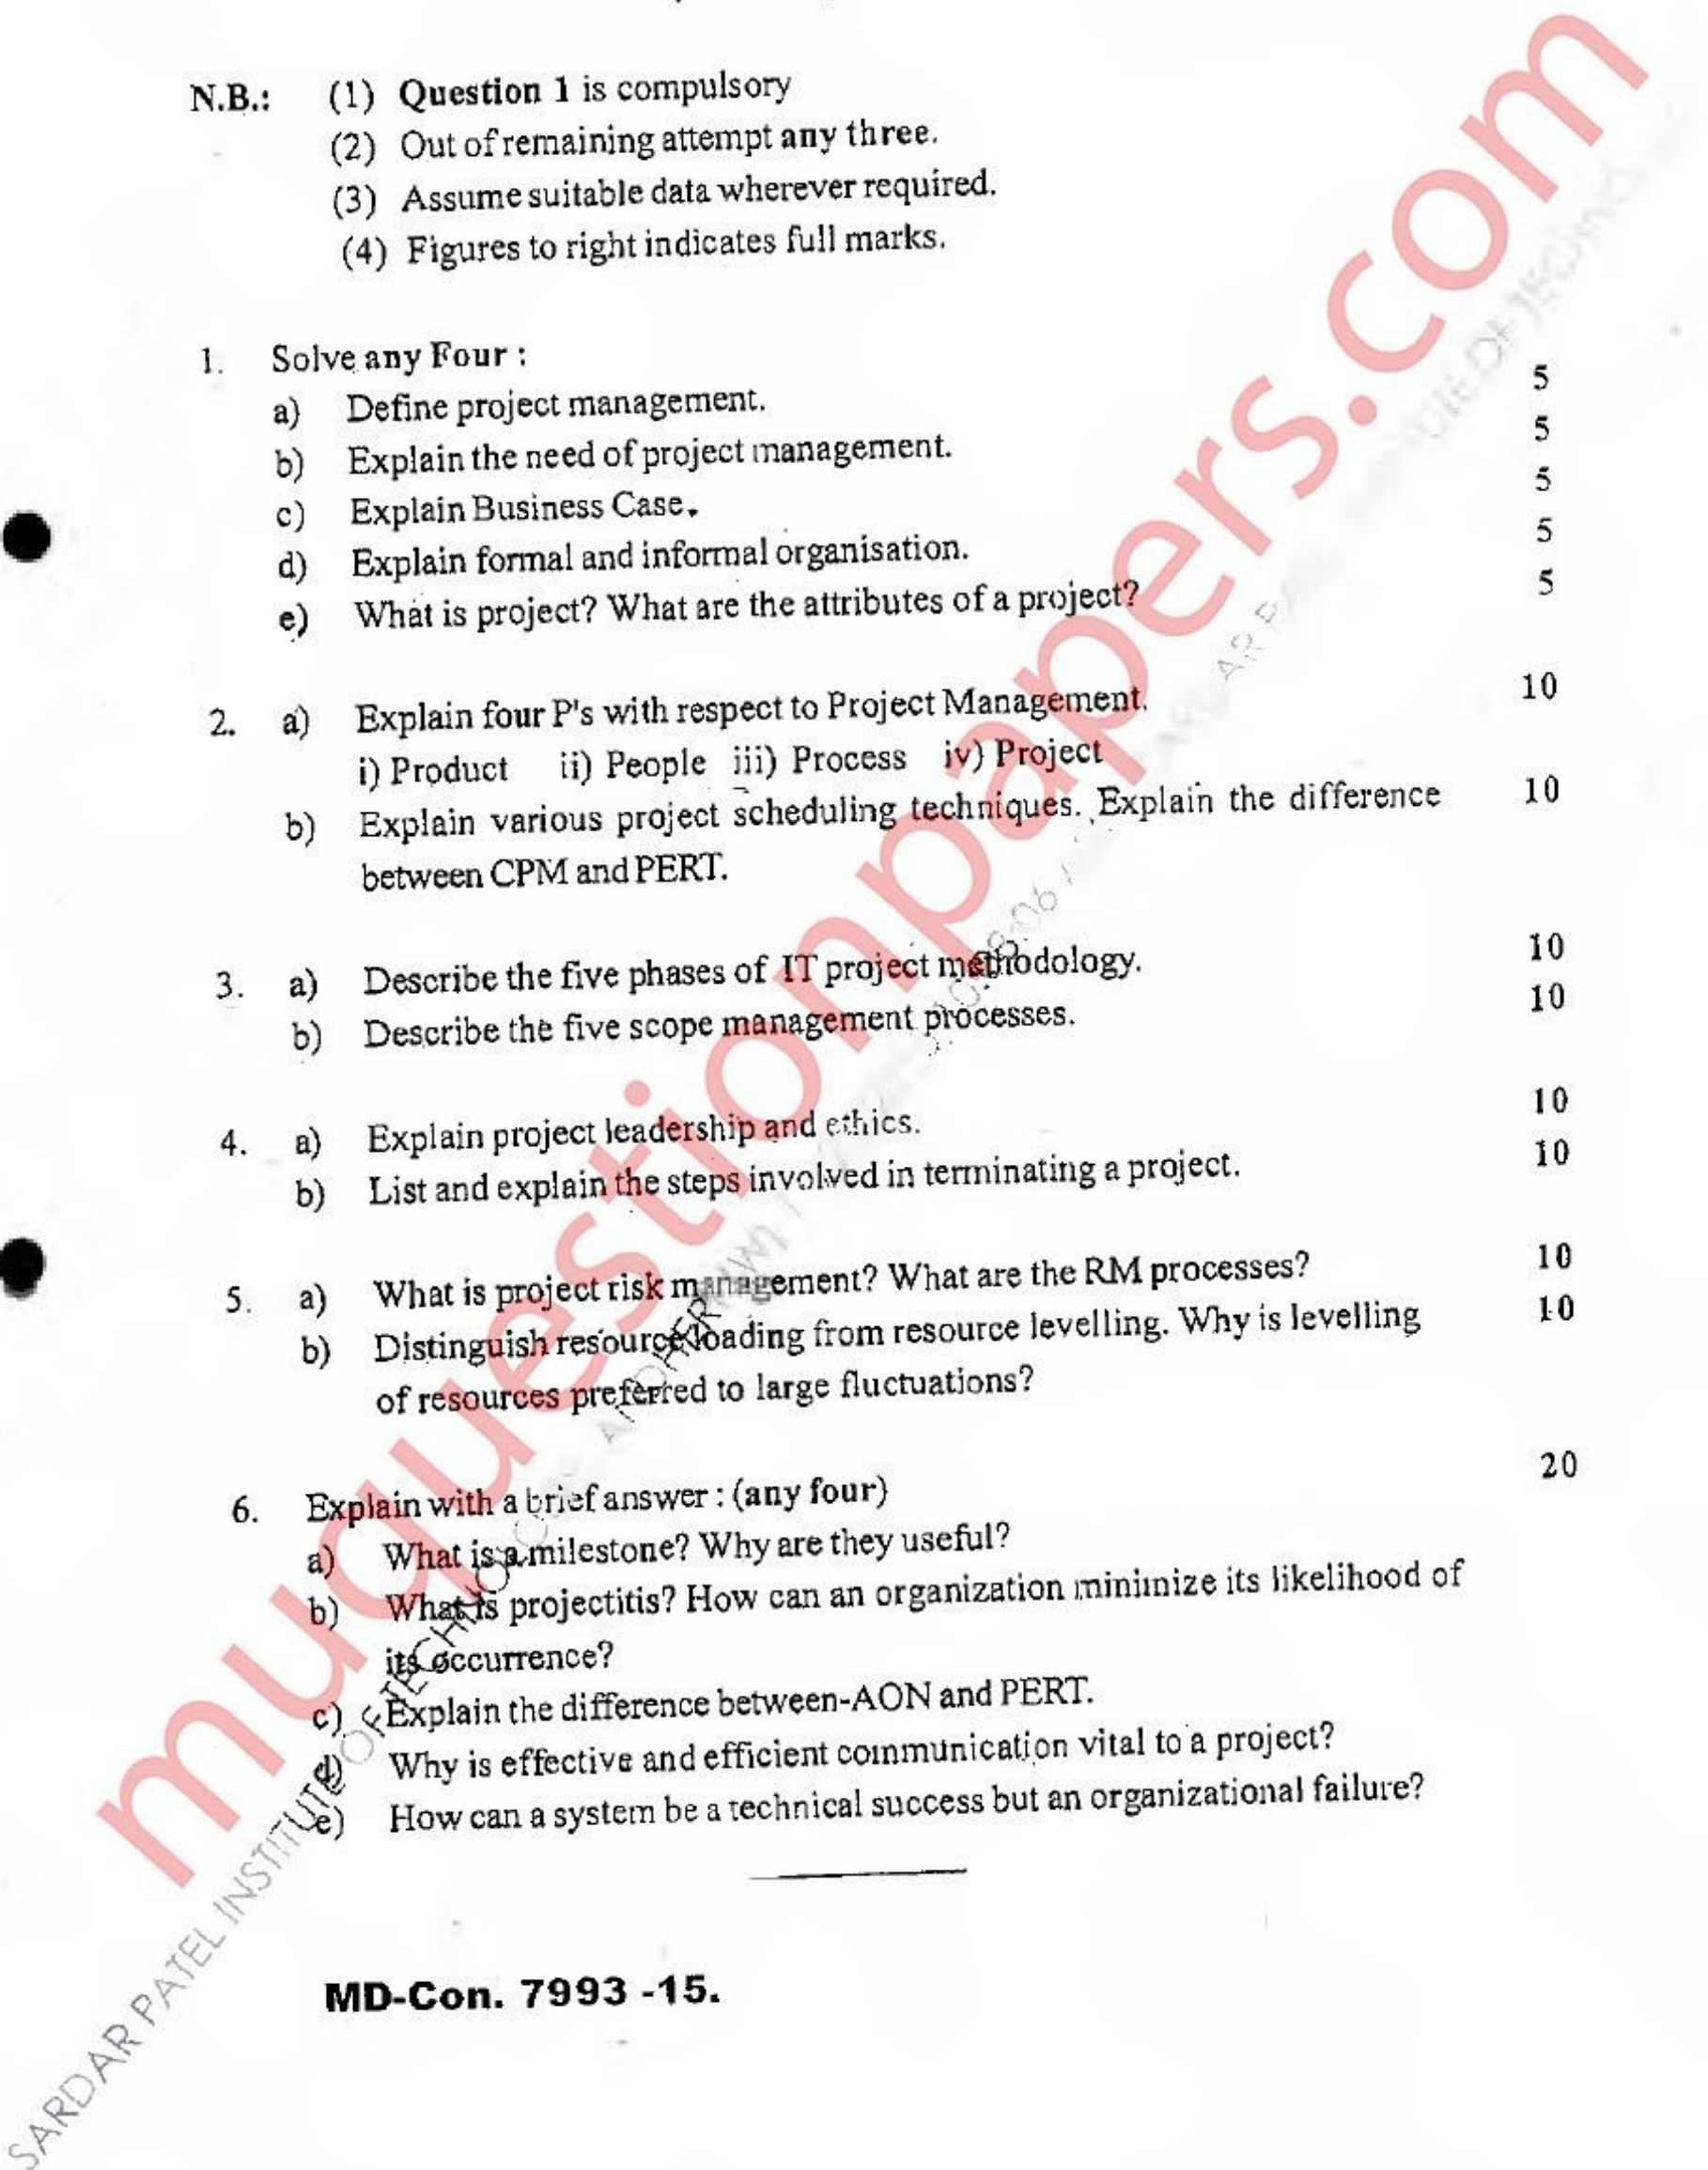 N.B.: (1) Question 1 is compulsory
(2) Out of remaining attempt any three.
(3) Assume suitable data wherever required.
(4) Figures to right indicates full marks.
1. Solve any Four :
a) Define project management. 5
b) Explain the need of project management. 5
c) Explain Business Case. 5
d) Explain formal and informal organisation. 5
e) What is project? What are the attributes of a project? 5
2. a) Explain four P's with respect to Project Management. 10
i) Product ii) People iii) Process iv) Project
b) Explain various project scheduling techniques. Explain the difference 10
between CPM and PERT.
3. a) Describe the five phases of IT project methodology. 10
b) Describe the five scope management processes. 10
4. a) Explain project leadership and ethics. 10
b) List and explain the steps involved in terminating a project. 10
5. a) What is project risk management? What are the RM processes? 10
b) Distinguish resource loading from resource levelling. Why is levelling 10
of resources preferred to large fluctuations?
6. Explain with a brief answer : (any four) 20
a) What is a milestone? Why are they useful?
b) What is projectitis? How can an organization minimize its likelihood of
its occurrence?
c) Explain the difference between-AON and PERT.
d) Why is effective and efficient communication vital to a project?
e) How can a system be a technical success but an organizational failure?
MD-Con. 7993 -15.
muquestionpapers.com
SARDAR PATEL INSTITUTE OF TECHNOLOGY